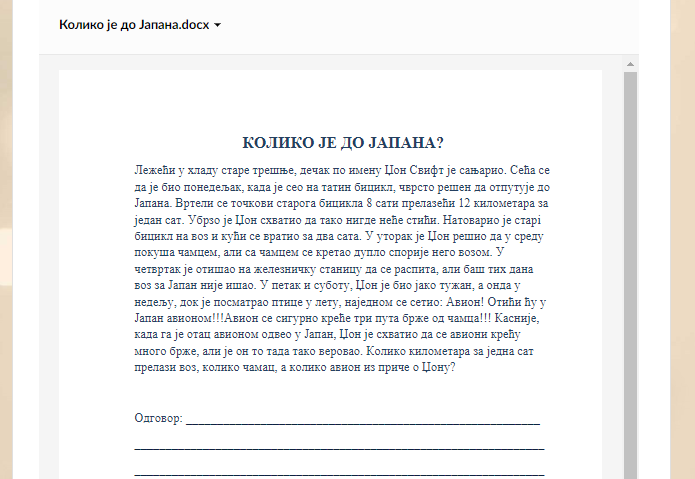 Колико је до Јапана.docx
КОЛИКО ЈЕ ДО ЈАПАНА?
Лежећи у хладу старе трешње, дечак по имену Џон Свифт је сањарио. Сећа се
да је био понедељак, када је сео на татин бицикл, чврсто решен да отпутује до
Јапана. Вртели се точкови старога бицикла 8 сати прелазећи 12 километара за
један сат. Убрзо је Џон схватио да тако нигде неће стићи. Натоварио је старі
бицикл на воз и кући се вратио за два сата. У уторак је Џон решио да у среду
покуша чамцем, али са чамцем се кретао дупло спорије него возом. У
четвртак је отишао на железничку станицу да се распита, али баш тих дана
воз за Јапан није ишао. У петак и суботу, Џон је био јако тужан, а онда у
недељу, док је посматрао птице у лету, наједном се сетио: Авион! Отићи ћу у
Јапан авионом!!!Авион се сигурно креће три пута брже од чамца!!! Касније,
када га је отац авионом одвео у Јапан, Џон је схватио да се авиони крећу
много брже, али је он то тада тако веровао. Колико километара за једна сат
прелази воз, колико чамац, а колико авион из приче о Џону?
Одговор: